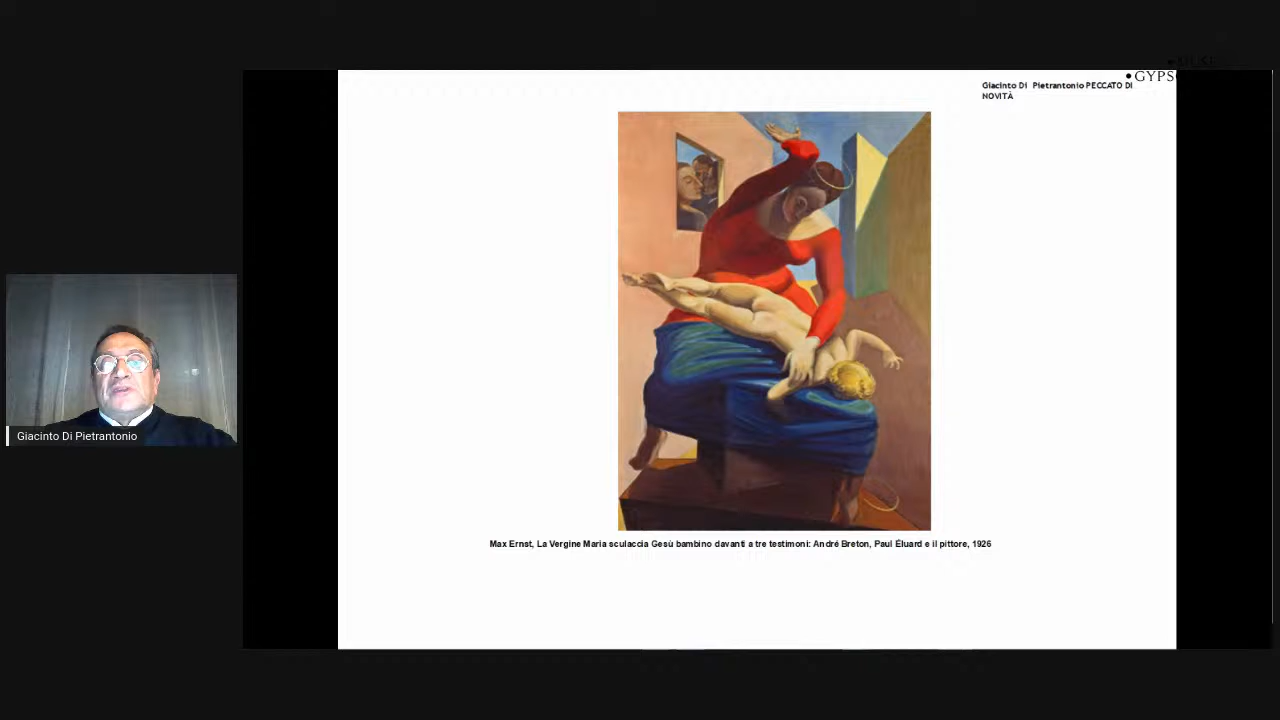 GYPS
Giacinto Di Pietrantonio PECCATO DI
NOVITÀ
Giacinto Di Pietrantonio
Max Ernst, La Vergine Maria sculaccia Gesù bambino davanti a tre testimoni: André Breton, Paul Éluard e il pittore, 1926